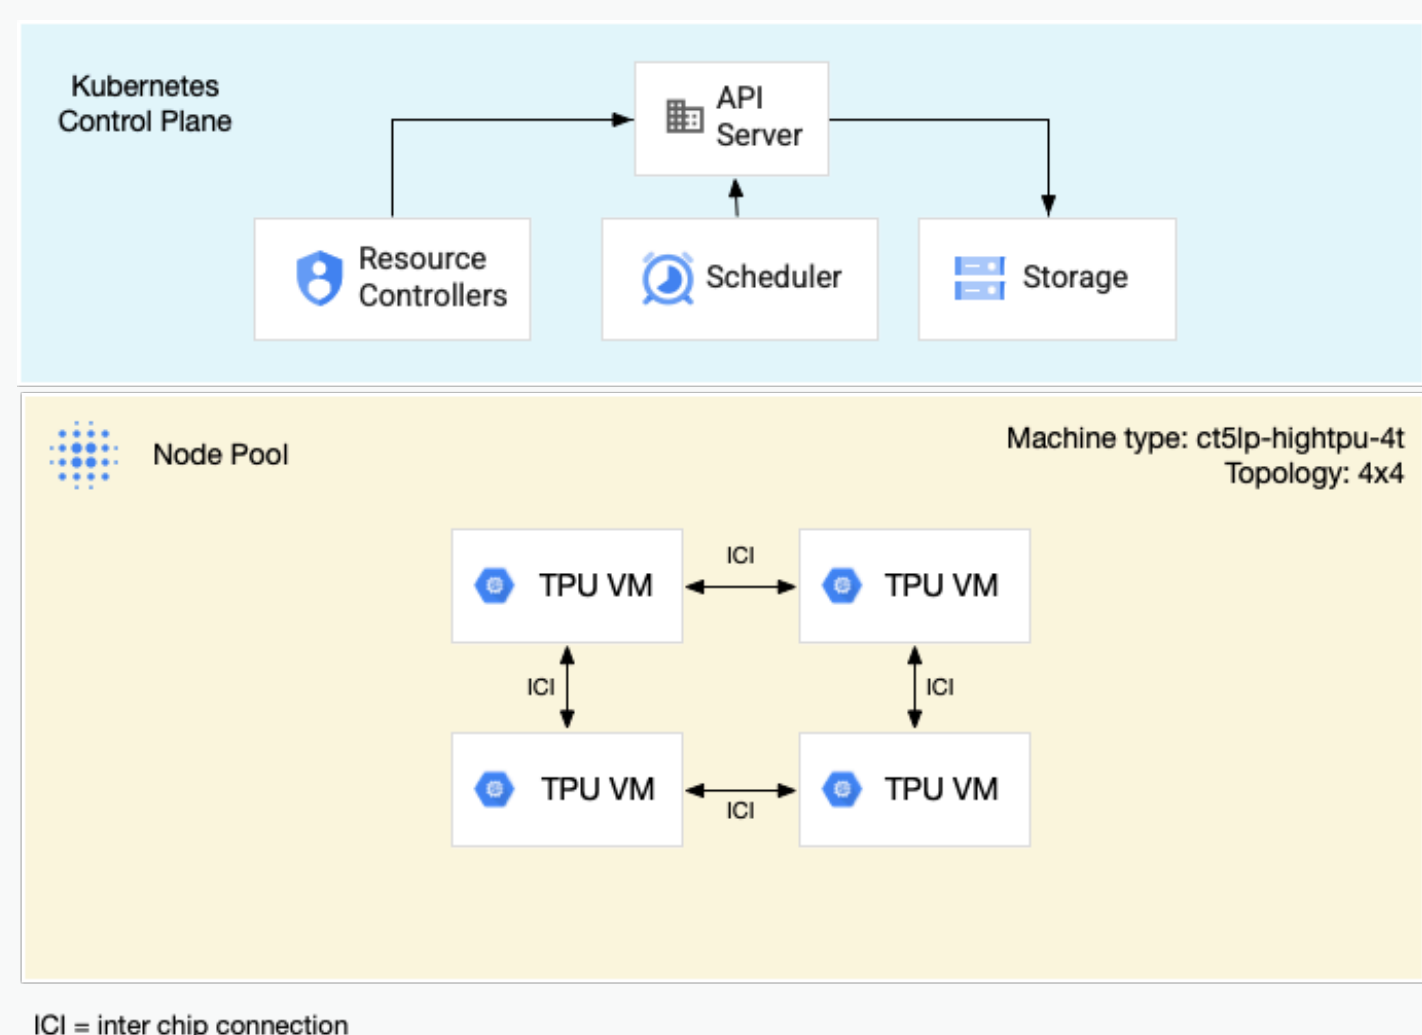 Kubernetes
Control Plane
API
Server
Resource
Controllers
Scheduler
Storage
Node Pool
Machine type: ct5lp-hightpu-4t
Topology: 4x4
TPU VM
ICI
TPU VM
ICI
ICI
TPU VM
ICI
TPU VM
ICI = inter chip connection